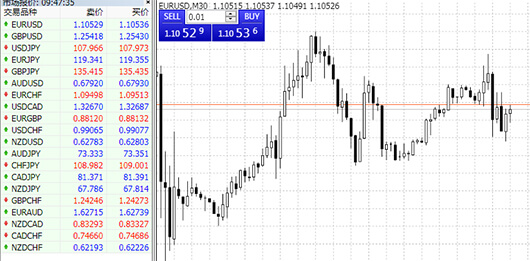 市场报价: 09:47:35
交易品种 卖价 买价
EURUSD 1.10529 1.10536
GBPUSD 1.25418 1.25430
USDJPY 107.966 107.973
EURJPY 119.341 119.355
GBPJPY 135.415 135.435
AUDUSD 0.67920 0.67930
EURCHF 1.09498 1.09513
USDCAD 1.32670 1.32687
EURGBP 0.88120 0.88132
USDCHF 0.99065 0.99077
NZDUSD 0.62783 0.62803
AUDJPY 73.333 73.351
CHFJPY 108.982 109.001
CADJPY 81.371 81.391
NZDJPY 67.786 67.814
GBPCHF 1.24246 1.24273
EURAUD 1.62715 1.62739
NZDCAD 0.83293 0.83327
CADCHF 0.74660 0.74686
NZDCHF 0.62193 0.62226
EURUSD,M30 1.10515 1.10537 1.10491 1.10526
SELL 0.01 BUY
1.10 52 9 1.10 53 6